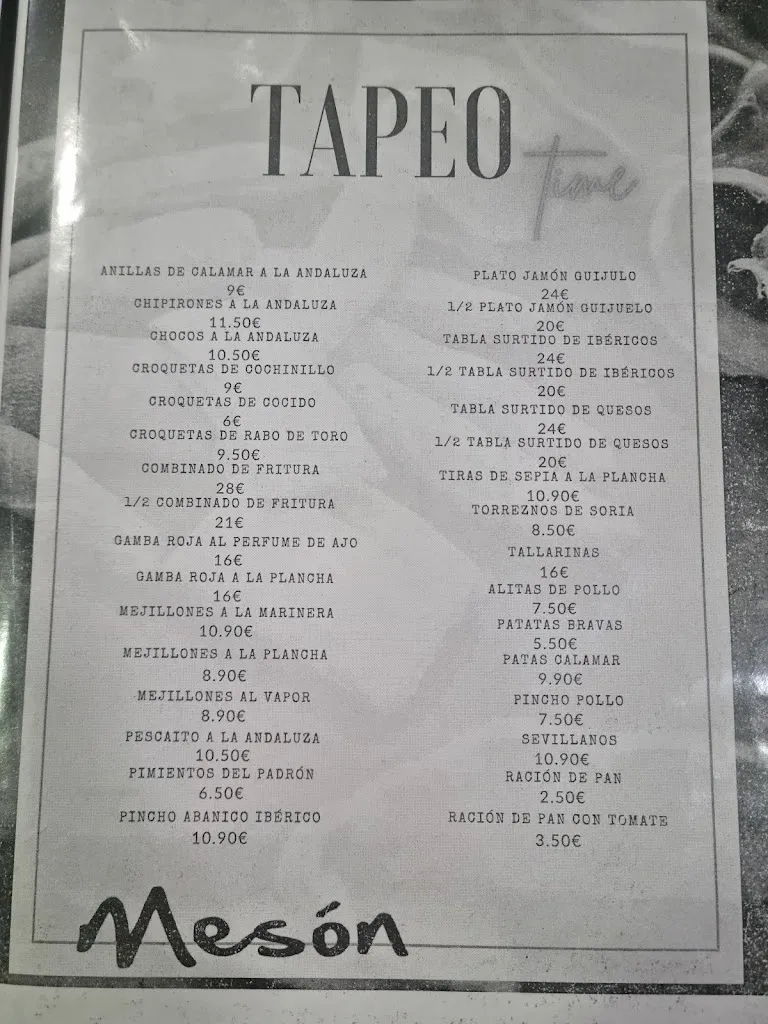 TAPEO
time
ANILLAS DE CALAMAR A LA ANDALUZA
9€
CHIPIRONES A LA ANDALUZA
11.50€
CHOCOS A LA ANDALUZA
10.50€
CROQUETAS DE COCHINILLO
9€
CROQUETAS DE COCIDO
6€
CROQUETAS DE RABO DE TORO
9.50€
COMBINADO DE FRITURA
28€
1/2 COMBINADO DE FRITURA
21€
GAMBA ROJA AL PERFUME DE AJO
16€
GAMBA ROJA A LA PLANCHA
16€
MEJILLONES A LA MARINERA
10.90€
MEJILLONES A LA PLANCHA
8.90€
MEJILLONES AL VAPOR
8.90€
PESCAITO A LA ANDALUZA
10.50€
PIMIENTOS DEL PADRÓN
6.50€
PINCHO ABANICO IBÉRICO
10.90€
PLATO JAMÓN GUIJULO
24€
1/2 PLATO JAMÓN GUIJUELO
20€
TABLA SURTIDO DE IBÉRICOS
24€
1/2 TABLA SURTIDO DE IBÉRICOS
20€
TABLA SURTIDO DE QUESOS
24€
1/2 TABLA SURTIDO DE QUESOS
20€
TIRAS DE SEPIA A LA PLANCHA
10.90€
TORREZNOS DE SORIA
8.50€
TALLARINAS
16€
ALITAS DE POLLO
7.50€
PATATAS BRAVAS
5.50€
PATAS CALAMAR
9.90€
PINCHO POLLO
7.50€
SEVILLANOS
10.90€
RACIÓN DE PAN
2.50€
RACIÓN DE PAN CON TOMATE
3.50€
Mesón